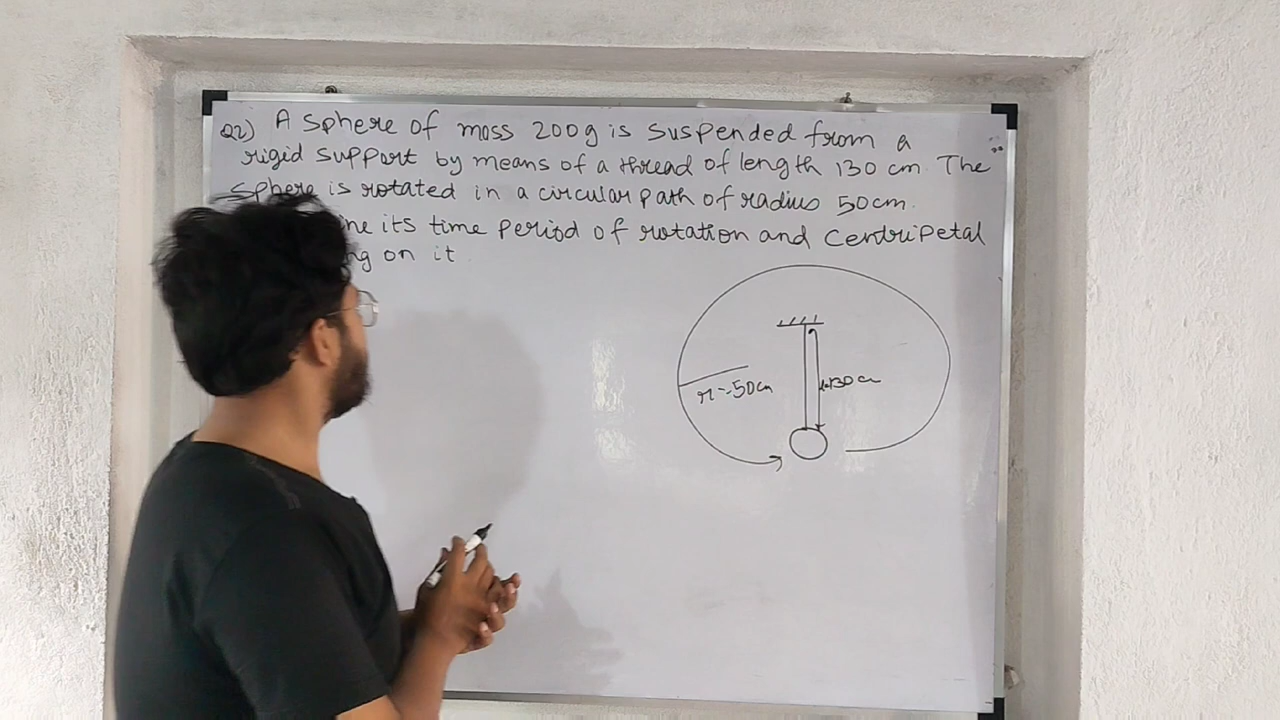 Q2) A Sphere of mass 200g is suspended from a
rigid support by means of a thread of length 130 cm. The
Sphere is rotated in a circular path of radius 50cm.
its time period of rotation and centripetal
on it
r = 50cm
130cm